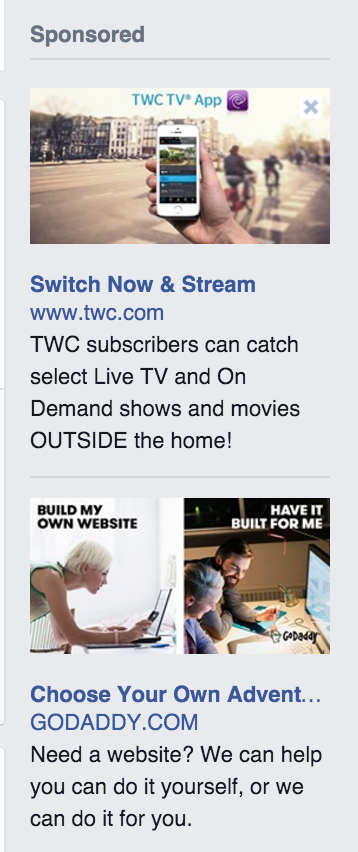 Sponsored
TWC TV® App
Switch Now & Stream
www.twc.com
TWC subscribers can catch
select Live TV and On
Demand shows and movies
OUTSIDE the home!
BUILD MY
OWN WEBSITE
HAVE IT
BUILT FOR ME
GoDaddy
Choose Your Own Advent...
GODADDY.COM
Need a website? We can help
you can do it yourself, or we
can do it for you.